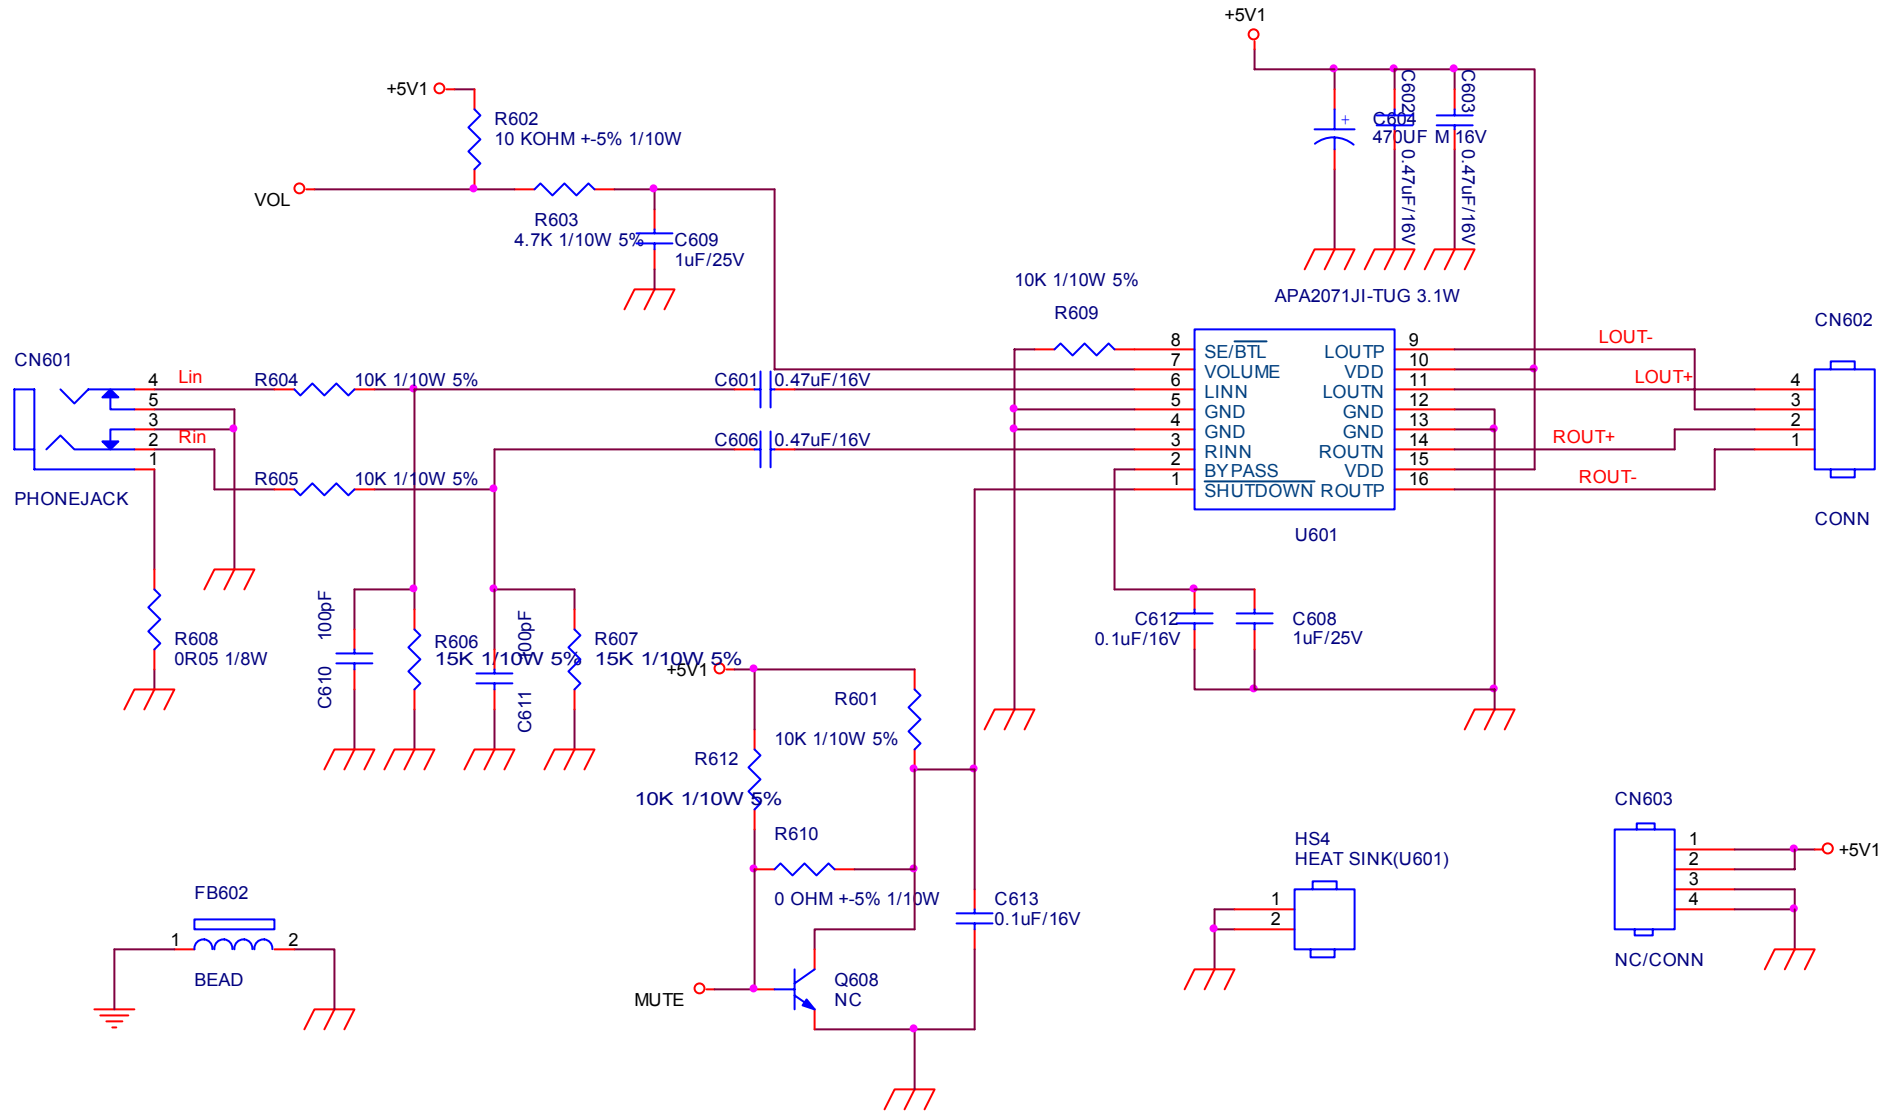 +5V1
+5V1
R602
10 KOHM +-5% 1/10W
VOL
R603
4.7K 1/10W 5%
C609
1uF/25V
+
C604
470UF M 16V
C602
0.47uF/16V
C603
0.47uF/16V
10K 1/10W 5%
R609
APA2071JI-TUG 3.1W
CN601
4
5
3
2
1
Lin
Rin
PHONEJACK
R604
10K 1/10W 5%
R605
10K 1/10W 5%
C601
0.47uF/16V
C606
0.47uF/16V
8 SE/BTL LOUTP 9
7 VOLUME VDD 10
6 LINN LOUTN 11
5 GND GND 12
4 GND GND 13
3 RINN ROUTN 14
2 BYPASS VDD 15
1 SHUTDOWN ROUTP 16
U601
LOUT-
LOUT+
ROUT+
ROUT-
CN602
4
3
2
1
CONN
R608
0R05 1/8W
100pF
C610
R606
15K 1/10W 5%
100pF
C611
R607
15K 1/10W 5%
C612
0.1uF/16V
C608
1uF/25V
+5V1
R601
10K 1/10W 5%
R612
10K 1/10W 5%
R610
0 OHM +-5% 1/10W
C613
0.1uF/16V
MUTE
Q608
NC
FB602
1
2
BEAD
HS4
HEAT SINK(U601)
1
2
CN603
1
2
3
4
+5V1
NC/CONN